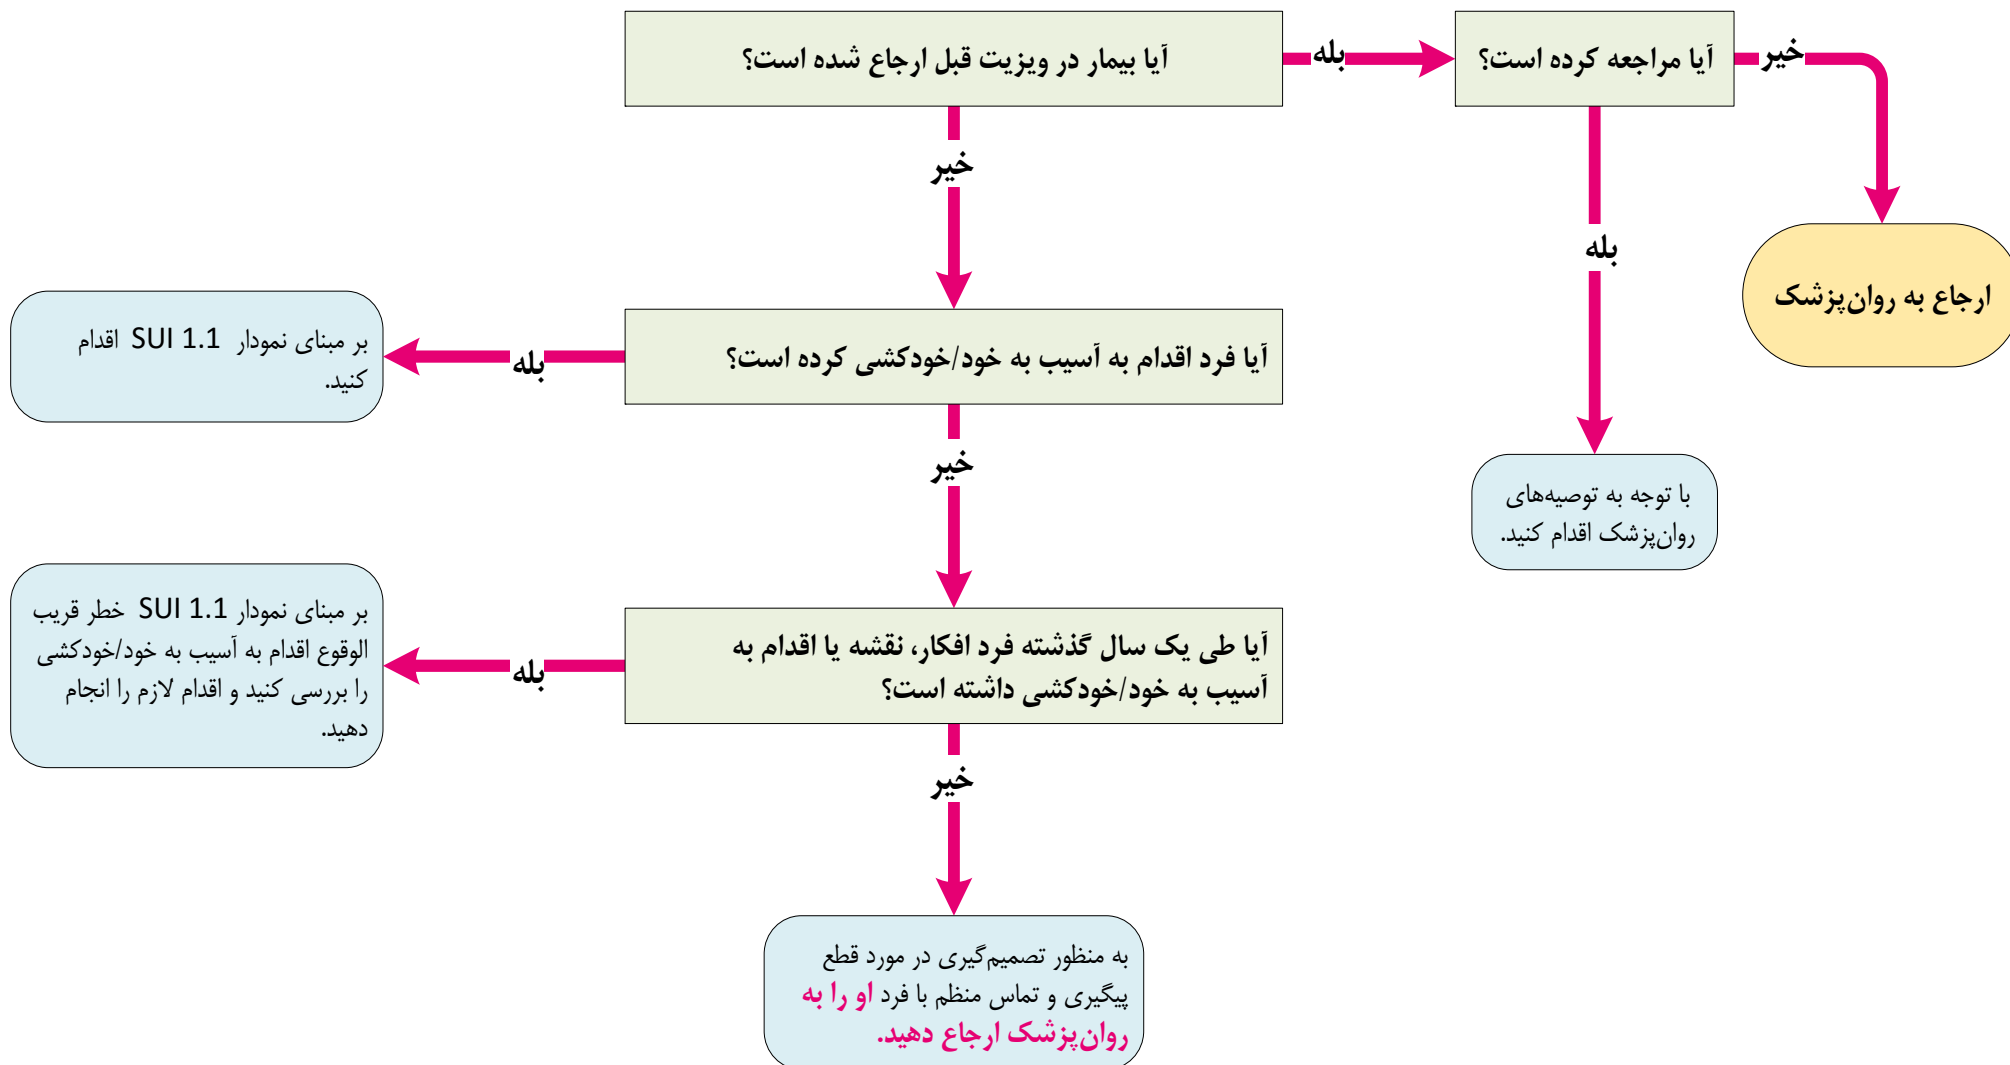 آیا بیمار در ویزیت قبل ارجاع شده است؟
بله
آیا مراجعه کرده است؟
خیر
ارجاع به روان‌پزشک
بله
با توجه به توصیه‌های
روان‌پزشک اقدام کنید.
خیر
آیا فرد اقدام به آسیب به خود/خودکشی کرده است؟
بله
بر مبنای نمودار SUI 1.1 اقدام
کنید.
خیر
آیا طی یک سال گذشته فرد افکار، نقشه یا اقدام به
آسیب به خود/خودکشی داشته است؟
بله
بر مبنای نمودار SUI 1.1 خطر قریب
الوقوع اقدام به آسیب به خود/خودکشی
را بررسی کنید و اقدام لازم را انجام
دهید.
خیر
به منظور تصمیم‌گیری در مورد قطع
پیگیری و تماس منظم با فرد او را به
روان‌پزشک ارجاع دهید.